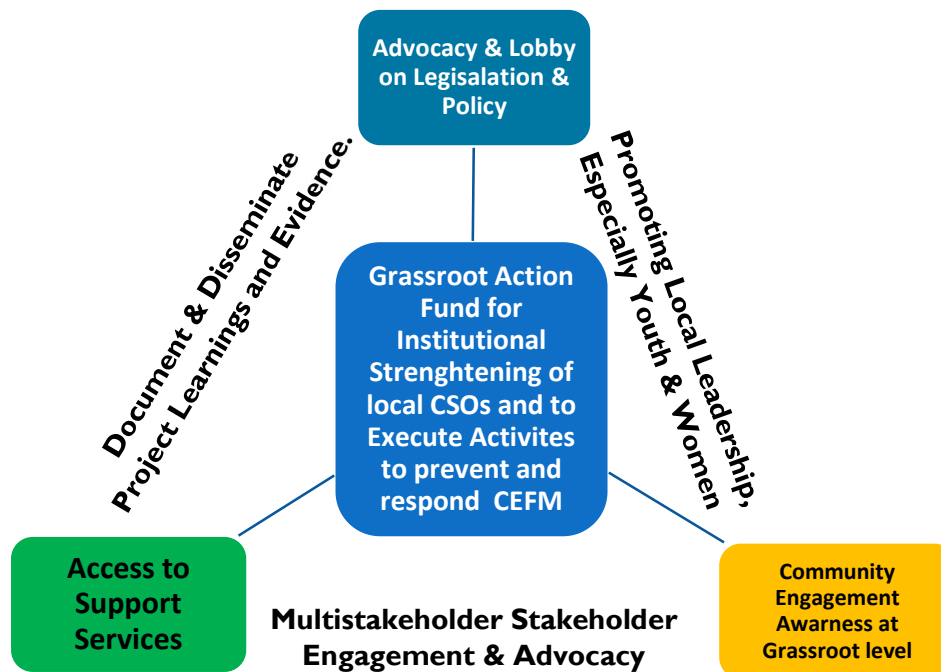 Advocacy & Lobby
on Legisalation &
Policy
Document & Disseminate
Project Learnings and Evidence.
Promoting Local Leadership,
Especially Youth & Women
Grassroot Action
Fund for
Institutional
Strenghtening of
local CSOs and to
Execute Activites
to prevent and
respond CEFM
Access to
Support
Services
Multistakeholder Stakeholder
Engagement & Advocacy
Community
Engagement
Awarness at
Grassroot level